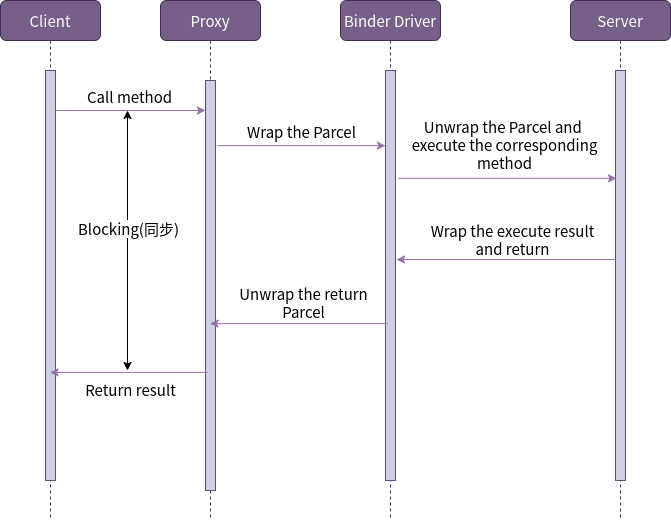 Client
Proxy
Binder Driver
Server
Call method
Wrap the Parcel
Unwrap the Parcel and
execute the corresponding
method
Blocking(同步)
Wrap the execute result
and return
Unwrap the return
Parcel
Return result